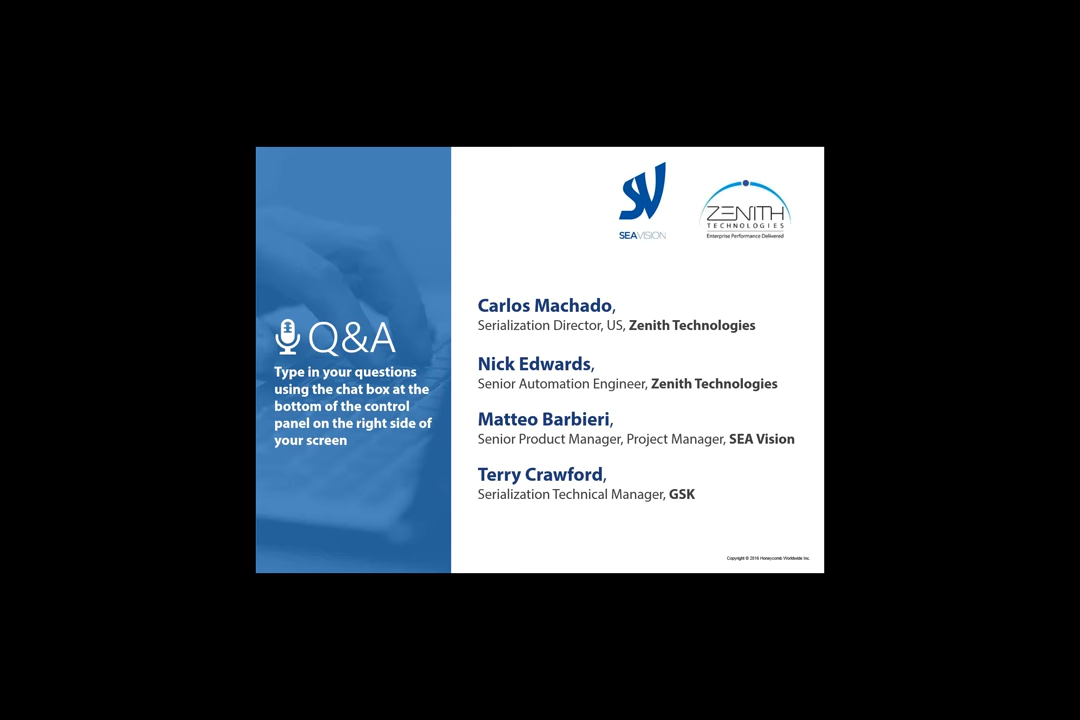 SEAVISION
ZENITH
TECHNOLOGIES
Enterprise Performance Delivered
Q&A
Type in your questions
using the chat box at the
bottom of the control
panel on the right side of
your screen
Carlos Machado,
Serialization Director, US, Zenith Technologies
Nick Edwards,
Senior Automation Engineer, Zenith Technologies
Matteo Barbieri,
Senior Product Manager, Project Manager, SEA Vision
Terry Crawford,
Serialization Technical Manager, GSK
Copyright © 2016 Honeycomb Worldwide Inc